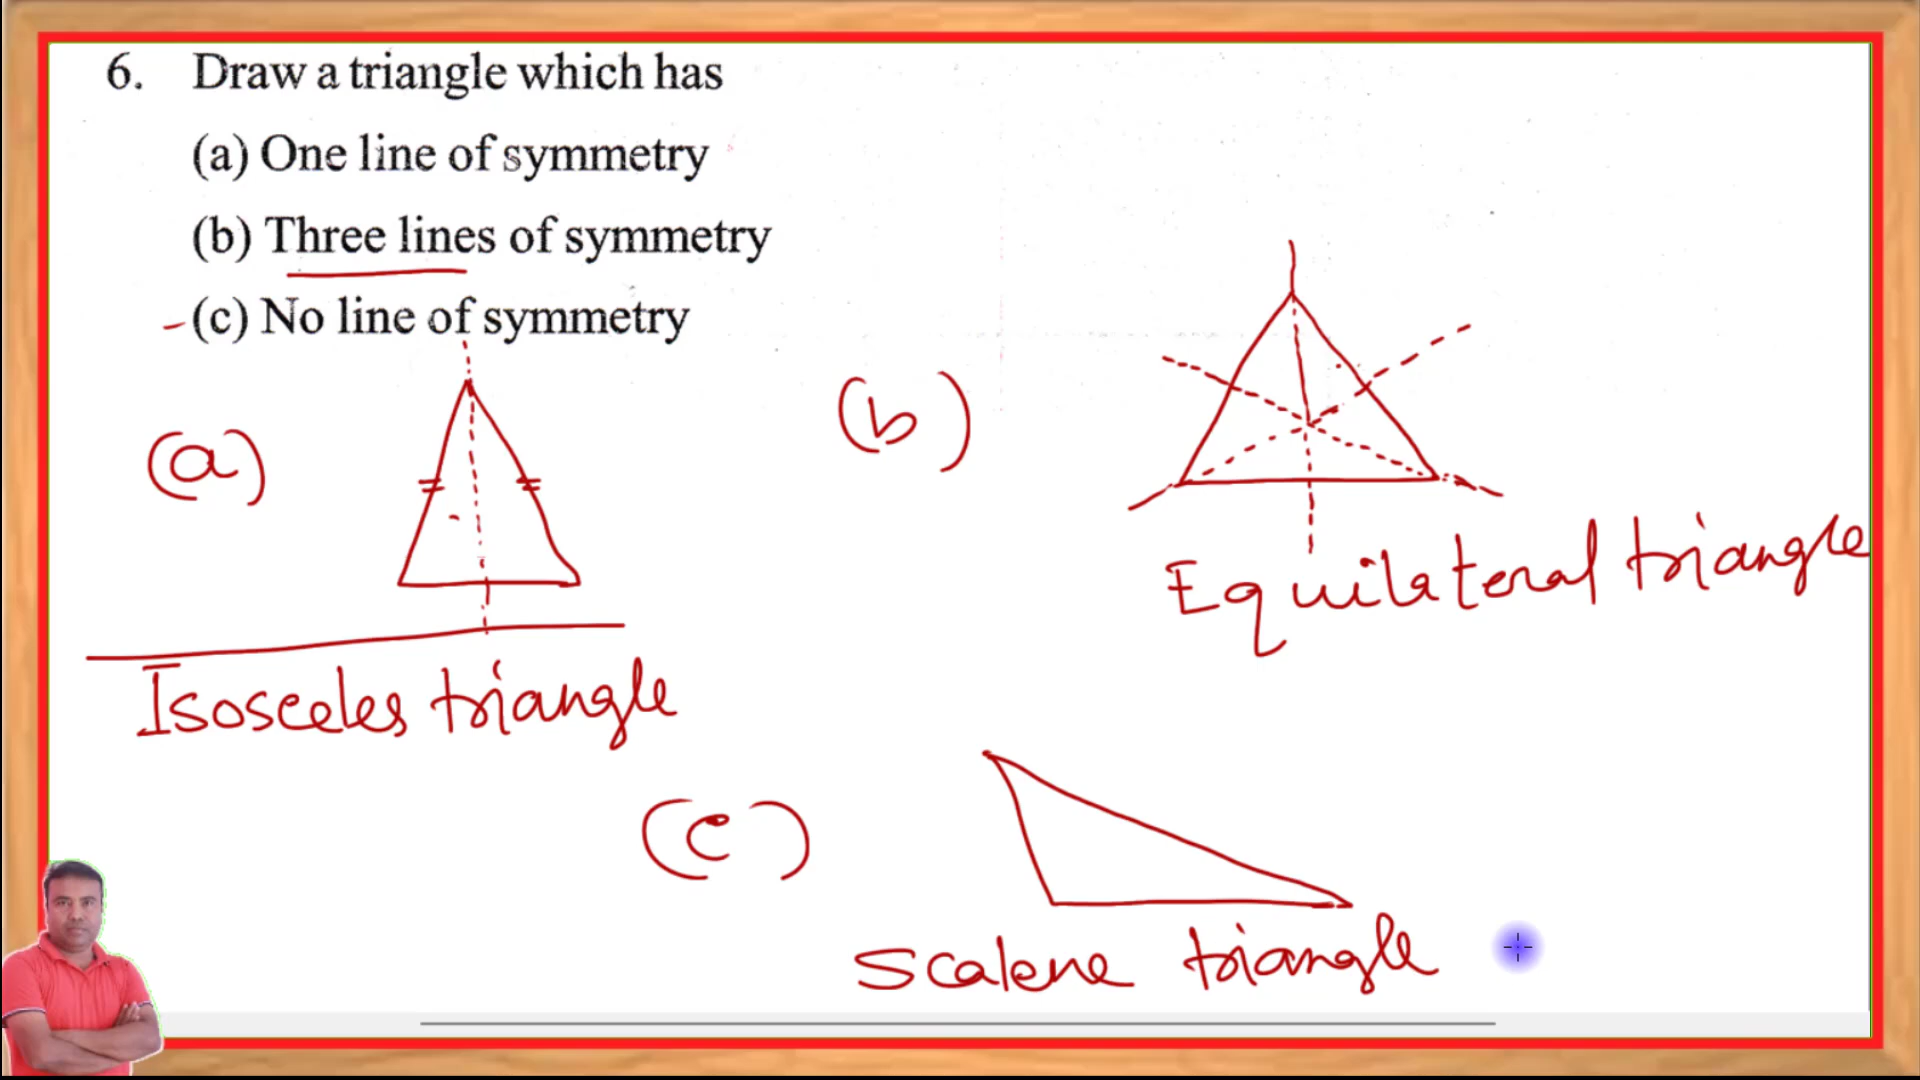 6. Draw a triangle which has
(a) One line of symmetry
(b) Three lines of symmetry
(c) No line of symmetry
(a)
(b)
Equilateral triangle
Isosceles triangle
(c)
Scalene triangle